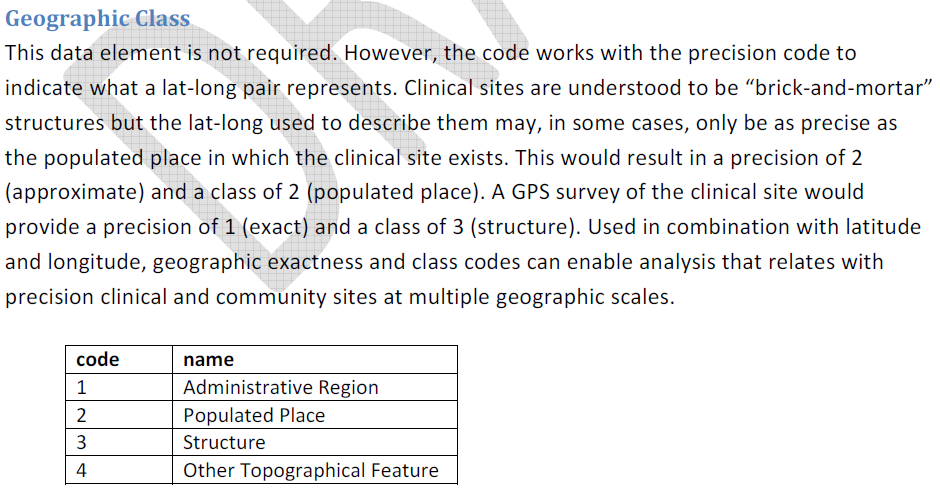 Geographic Class
This data element is not required. However, the code works with the precision code to
indicate what a lat-long pair represents. Clinical sites are understood to be “brick-and-mortar”
structures but the lat-long used to describe them may, in some cases, only be as precise as
the populated place in which the clinical site exists. This would result in a precision of 2
(approximate) and a class of 2 (populated place). A GPS survey of the clinical site would
provide a precision of 1 (exact) and a class of 3 (structure). Used in combination with latitude
and longitude, geographic exactness and class codes can enable analysis that relates with
precision clinical and community sites at multiple geographic scales.
code name
1 Administrative Region
2 Populated Place
3 Structure
4 Other Topographical Feature